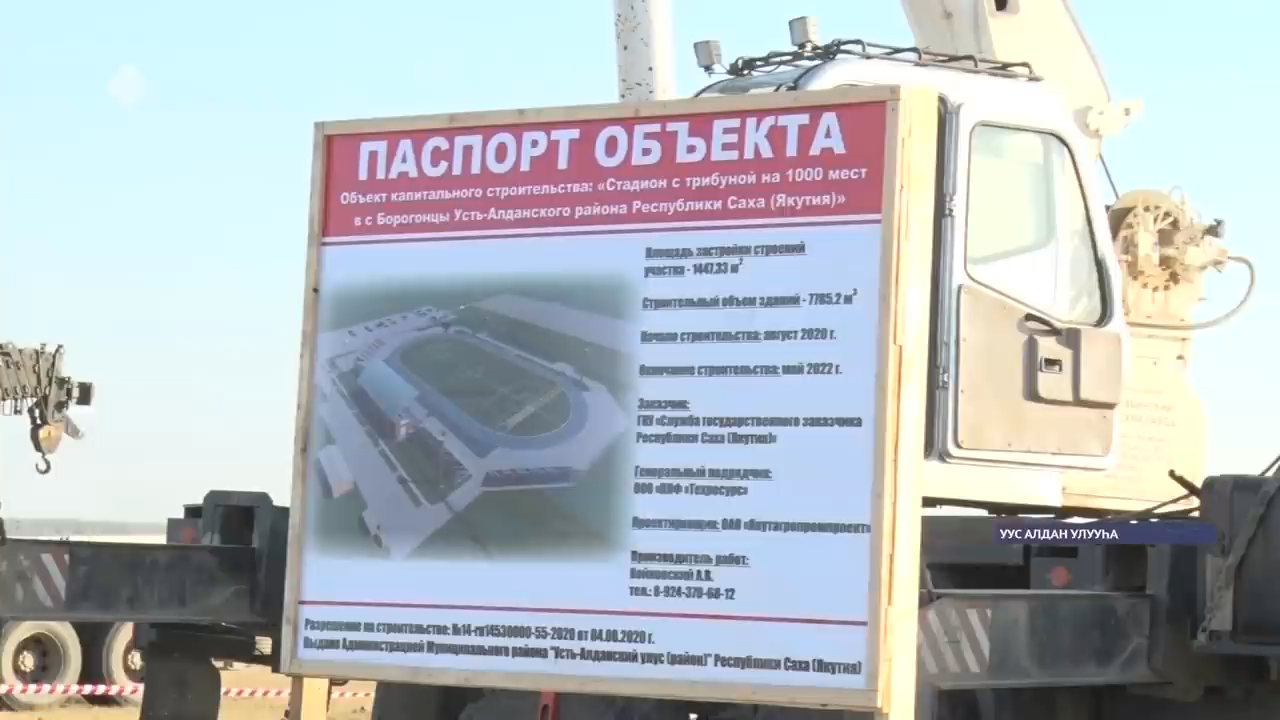 ПАСПОРТ ОБЪЕКТА
Объект капитального строительства: «Стадион с трибуной на 1000 мест
в с Борогонцы Усть-Алданского района Республики Саха (Якутия)»
Площадь застройки строений
участка - 1447,33 м²
Строительный объем зданий - 7785,2 м³
Начало строительства: август 2020 г.
Окончание строительства: май 2022 г.
Заказчик:
ГКУ «Служба государственного заказчика
Республики Саха (Якутия)»
Генеральный подрядчик:
ООО «ПКФ «Техресурс»
Проектировщик: ОАО «Якутагропромпроект»
Производитель работ:
Войновский А.В.
тел.: 8-924-370-68-12
Разрешение на строительство: №14-ru14530000-55-2020 от 04.08.2020 г.
Выдано Администрацией Муниципального района "Усть-Алданский улус (район)" Республики Саха (Якутия)
УУС АЛДАН УЛУУҺА